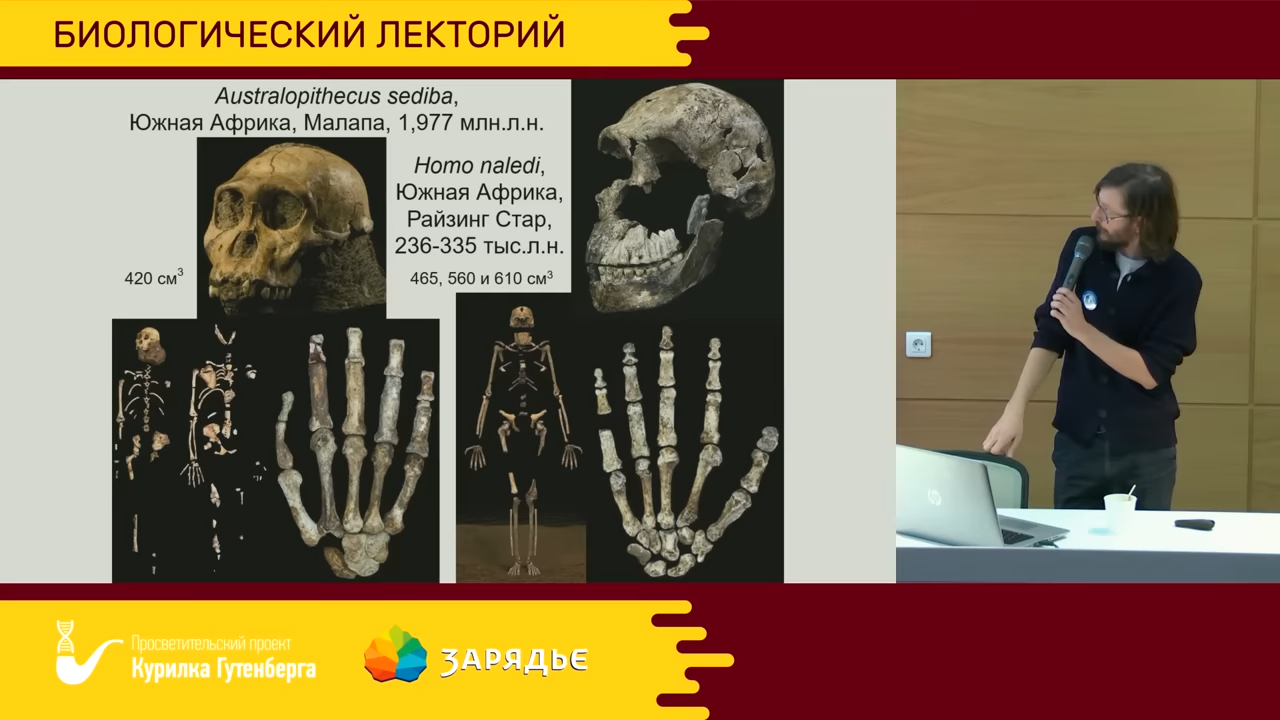 БИОЛОГИЧЕСКИЙ ЛЕКТОРИЙ
Australopithecus sediba,
Южная Африка, Малапа, 1,977 млн.л.н.
Homo naledi,
Южная Африка,
Райзинг Стар,
236-335 тыс.л.н.
420 см³
465, 560 и 610 см³
hp
Просветительский проект
Курилка Гутенберга
ЗАРЯДЬЕ